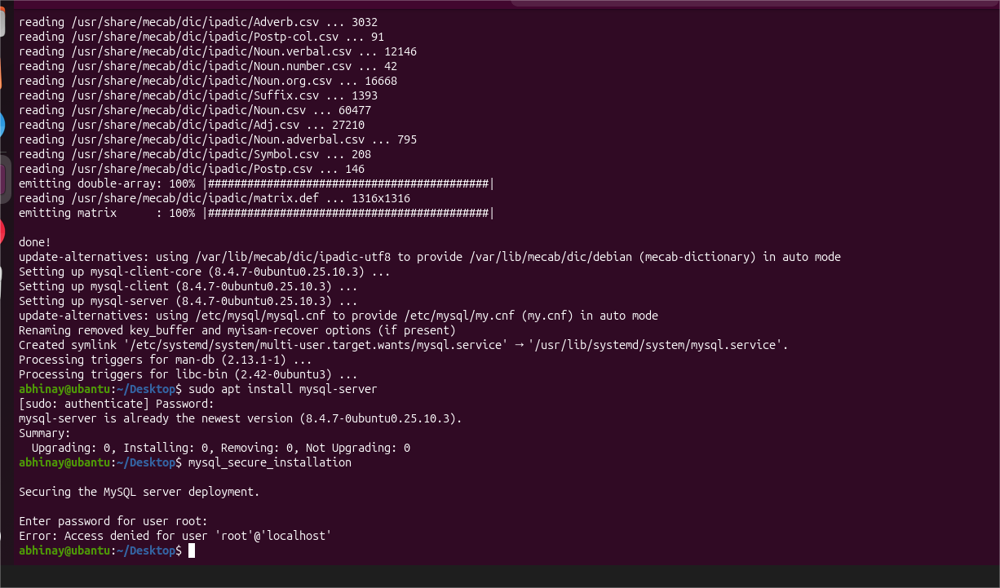 reading /usr/share/mecab/dic/ipadic/Adverb.csv ... 3032
reading /usr/share/mecab/dic/ipadic/Postp-col.csv ... 91
reading /usr/share/mecab/dic/ipadic/Noun.verbal.csv ... 12146
reading /usr/share/mecab/dic/ipadic/Noun.number.csv ... 42
reading /usr/share/mecab/dic/ipadic/Noun.org.csv ... 16668
reading /usr/share/mecab/dic/ipadic/Suffix.csv ... 1393
reading /usr/share/mecab/dic/ipadic/Noun.csv ... 60477
reading /usr/share/mecab/dic/ipadic/Adj.csv ... 27210
reading /usr/share/mecab/dic/ipadic/Noun.adverbal.csv ... 795
reading /usr/share/mecab/dic/ipadic/Symbol.csv ... 208
reading /usr/share/mecab/dic/ipadic/Postp.csv ... 146
emitting double-array: 100% |###########################################|
reading /usr/share/mecab/dic/ipadic/matrix.def ... 1316x1316
emitting matrix      : 100% |###########################################|

done!
update-alternatives: using /var/lib/mecab/dic/ipadic-utf8 to provide /var/lib/mecab/dic/debian (mecab-dictionary) in auto mode
Setting up mysql-client-core (8.4.7-0ubuntu0.25.10.3) ...
Setting up mysql-client (8.4.7-0ubuntu0.25.10.3) ...
Setting up mysql-server (8.4.7-0ubuntu0.25.10.3) ...
update-alternatives: using /etc/mysql/mysql.cnf to provide /etc/mysql/my.cnf (my.cnf) in auto mode
Renaming removed key_buffer and myisam-recover options (if present)
Created symlink '/etc/systemd/system/multi-user.target.wants/mysql.service' → '/usr/lib/systemd/system/mysql.service'.
Processing triggers for man-db (2.13.1-1) ...
Processing triggers for libc-bin (2.42-0ubuntu3) ...
abhinay@ubantu:~/Desktop$ sudo apt install mysql-server
[sudo: authenticate] Password:
mysql-server is already the newest version (8.4.7-0ubuntu0.25.10.3).
Summary:
  Upgrading: 0, Installing: 0, Removing: 0, Not Upgrading: 0
abhinay@ubantu:~/Desktop$ mysql_secure_installation

Securing the MySQL server deployment.

Enter password for user root:
Error: Access denied for user 'root'@'localhost'
abhinay@ubantu:~/Desktop$